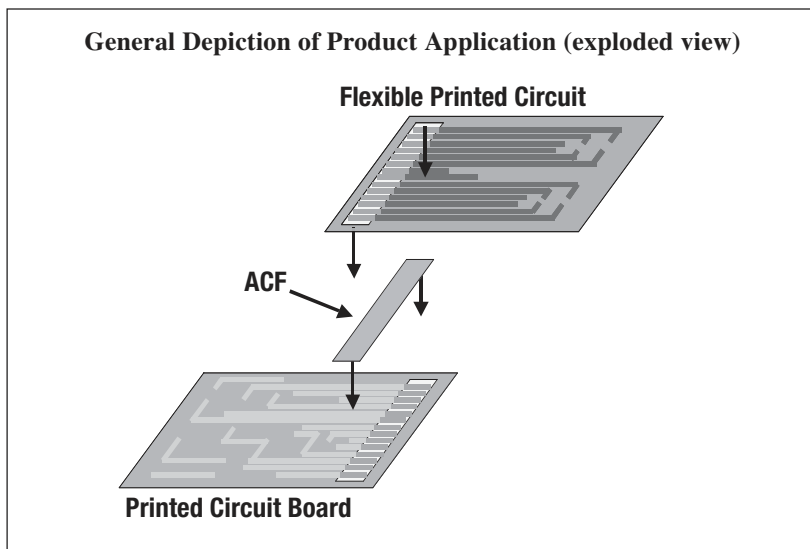 General Depiction of Product Application (exploded view)
Flexible Printed Circuit
ACF
Printed Circuit Board